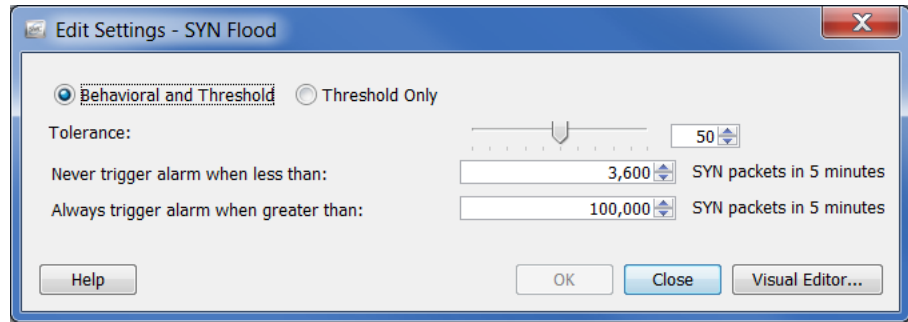 Edit Settings - SYN Flood
X
Behavioral and Threshold Threshold Only
Tolerance: 50
Never trigger alarm when less than: 3,600 SYN packets in 5 minutes
Always trigger alarm when greater than: 100,000 SYN packets in 5 minutes
Help OK Close Visual Editor...